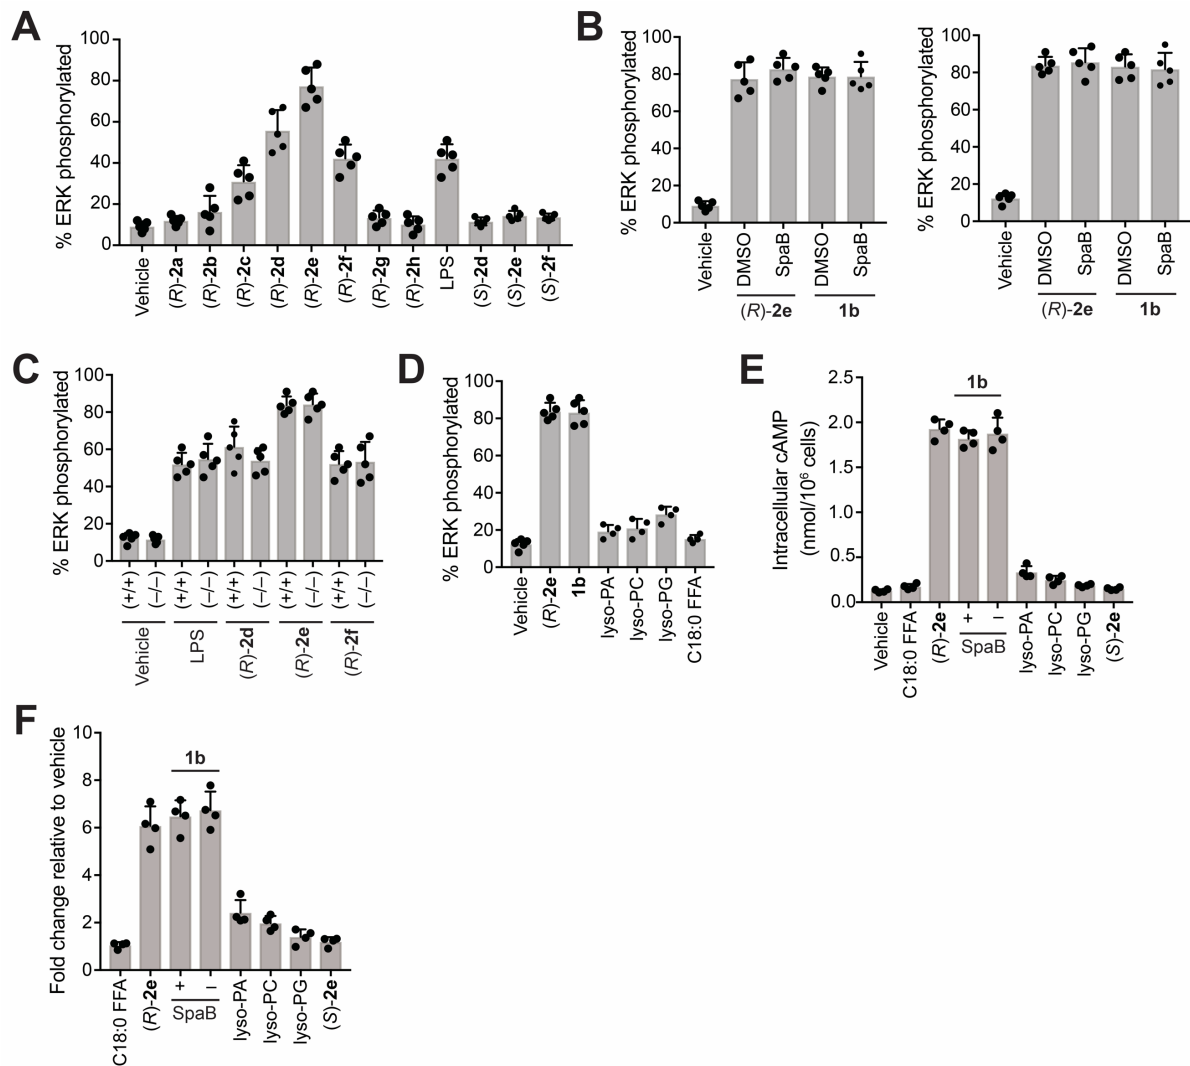 A
% ERK phosphorylated
100
80
60
40
20
0
Vehicle
(R)-2a
(R)-2b
(R)-2c
(R)-2d
(R)-2e
(R)-2f
(R)-2g
(R)-2h
LPS
(S)-2d
(S)-2e
(S)-2f
B
% ERK phosphorylated
100
80
60
40
20
0
Vehicle
DMSO
SpaB
DMSO
SpaB
(R)-2e
1b
% ERK phosphorylated
100
80
60
40
20
0
Vehicle
DMSO
SpaB
DMSO
SpaB
(R)-2e
1b
C
% ERK phosphorylated
100
80
60
40
20
0
(+/+)
(–/–)
(+/+)
(–/–)
(+/+)
(–/–)
(+/+)
(–/–)
(+/+)
(–/–)
Vehicle
LPS
(R)-2d
(R)-2e
(R)-2f
D
% ERK phosphorylated
100
80
60
40
20
0
Vehicle
(R)-2e
1b
lyso-PA
lyso-PC
lyso-PG
C18:0 FFA
E
Intracellular cAMP
(nmol/10⁶ cells)
2.5
2.0
1.5
1.0
0.5
0.0
1b
Vehicle
C18:0 FFA
(R)-2e
+
–
SpaB
lyso-PA
lyso-PC
lyso-PG
(S)-2e
F
Fold change relative to vehicle
10
8
6
4
2
0
1b
C18:0 FFA
(R)-2e
+
–
SpaB
lyso-PA
lyso-PC
lyso-PG
(S)-2e